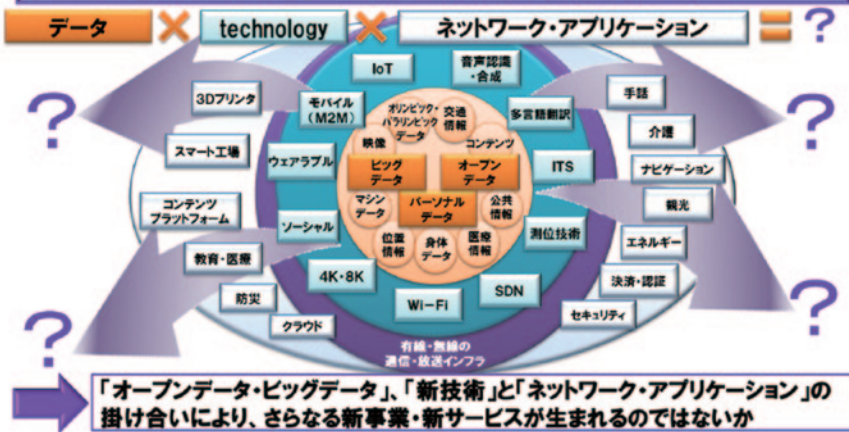 データ × technology × ネットワーク・アプリケーション = ?
IoT
音声認識
・合成
3Dプリンタ
モバイル
(M2M)
オリンピック・
パラリンピック
データ
交通
情報
多言語翻訳
手話
?
?
スマート工場
ウェアラブル
映像
コンテンツ
ビッグ
データ
オープン
データ
ITS
介護
ナビゲーション
コンテンツ
プラットフォーム
ソーシャル
マシン
データ
パーソナル
データ
公共
情報
測位技術
観光
教育・医療
位置
情報
身体
データ
医療
情報
エネルギー
防災
4K・8K
Wi-Fi
SDN
決済・認証
?
?
クラウド
セキュリティ
有線・無線の
通信・放送インフラ
「オープンデータ・ビッグデータ」、「新技術」と「ネットワーク・アプリケーション」の
掛け合いにより、さらなる新事業・新サービスが生まれるのではないか